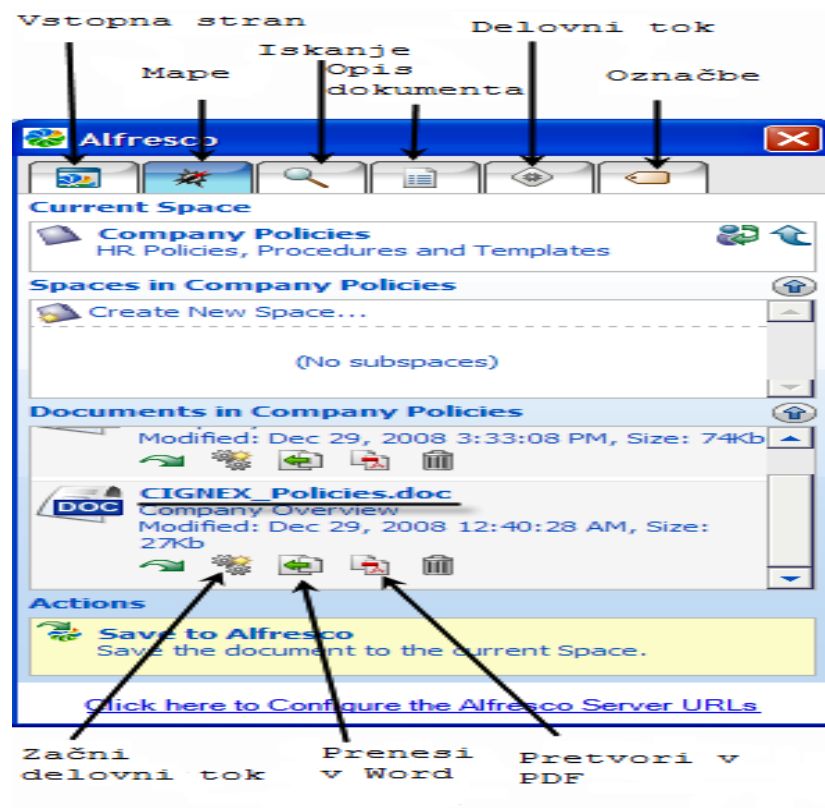 Vstopna stran
Delovni tok
Iskanje
Mape
Opis
dokumenta
Označbe
Alfresco
Current Space
Company Policies
HR Policies, Procedures and Templates
Spaces in Company Policies
Create New Space...
(No subspaces)
Documents in Company Policies
Modified: Dec 29, 2008 3:33:08 PM, Size: 74Kb
DOC
CIGNEX_Policies.doc
Company Overview
Modified: Dec 29, 2008 12:40:28 AM, Size:
27Kb
Actions
Save to Alfresco
Save the document to the current Space.
Click here to Configure the Alfresco Server URLs
Začni
delovni tok
Prenesi
v Word
Pretvori v
PDF